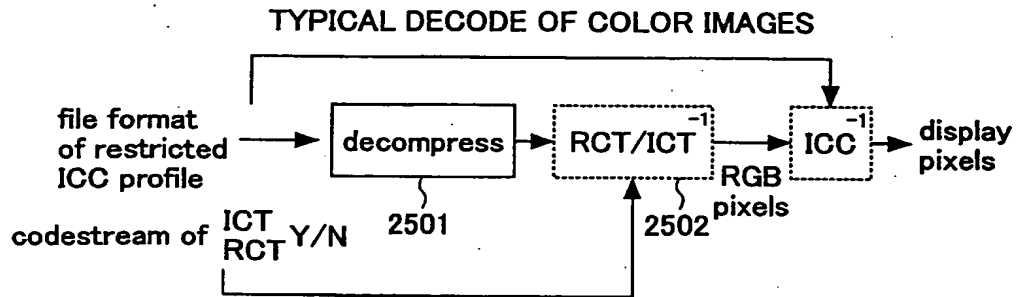 TYPICAL DECODE OF COLOR IMAGES
file format
of restricted
ICC profile
decompress
2501
RCT/ICT -1
2502
RGB
pixels
ICC -1
display
pixels
codestream of ICT
RCT Y/N